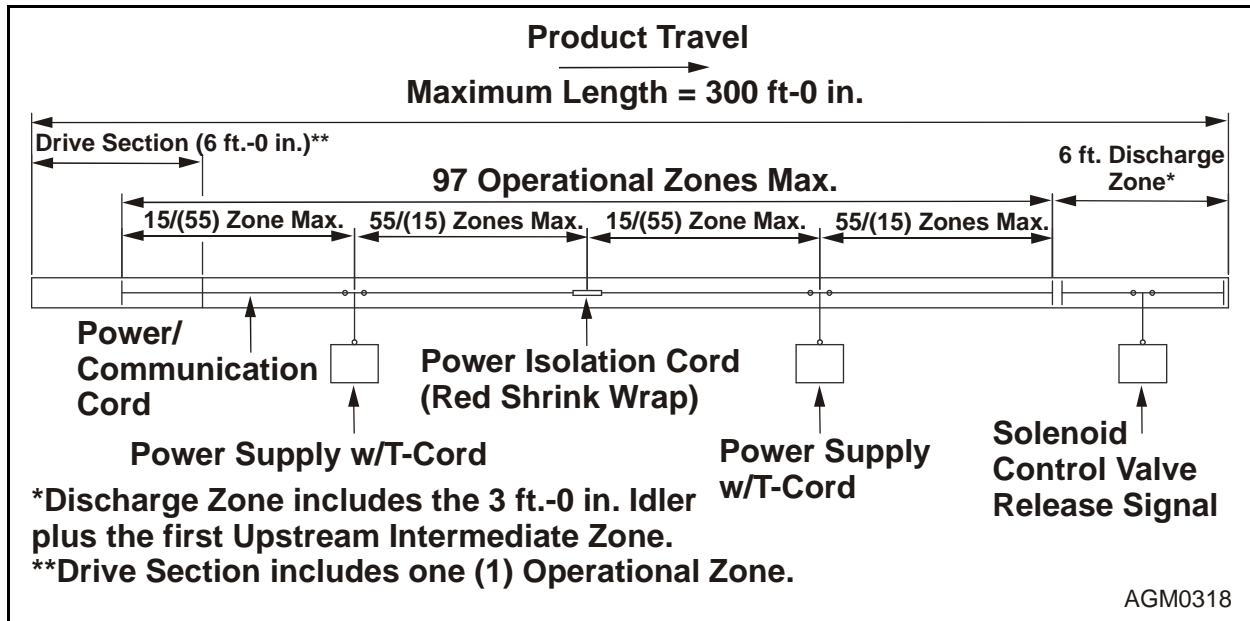 Product Travel
Maximum Length = 300 ft-0 in.
Drive Section (6 ft.-0 in.)**
6 ft. Discharge
Zone*
97 Operational Zones Max.
15/(55) Zone Max.
55/(15) Zones Max.
15/(55) Zone Max.
55/(15) Zones Max.
Power/
Communication
Cord
Power Isolation Cord
(Red Shrink Wrap)
Power Supply w/T-Cord
Power Supply
w/T-Cord
Solenoid
Control Valve
Release Signal
*Discharge Zone includes the 3 ft.-0 in. Idler
plus the first Upstream Intermediate Zone.
**Drive Section includes one (1) Operational Zone.
AGM0318